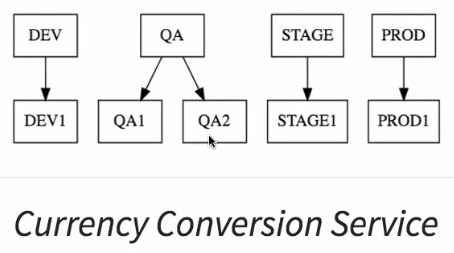 DEV QA STAGE PROD
DEV1 QA1 QA2 STAGE1 PROD1
Currency Conversion Service